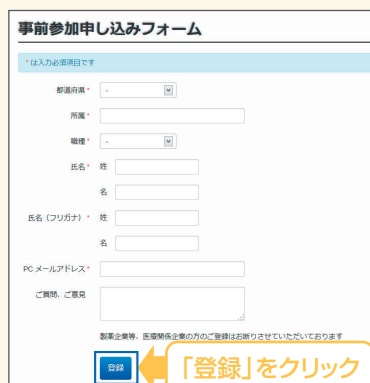 事前参加申し込みフォーム
* は入力必須項目です
都道府県 * -
所属 *
職種 * -
氏名 * 姓
名
氏名（フリガナ） * 姓
名
PC メールアドレス *
ご質問、ご意見
製薬企業等、医療関係企業の方のご登録はお断りさせていただいております
登録
「登録」をクリック